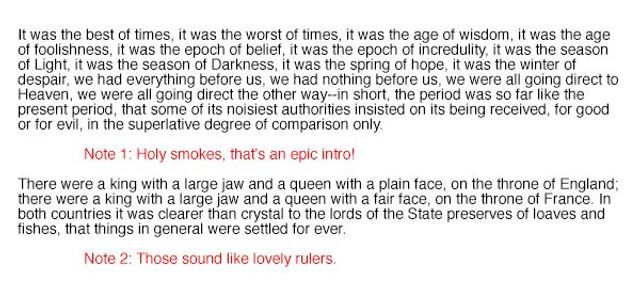 It was the best of times, it was the worst of times, it was the age of wisdom, it was the age
of foolishness, it was the epoch of belief, it was the epoch of incredulity, it was the season
of Light, it was the season of Darkness, it was the spring of hope, it was the winter of
despair, we had everything before us, we had nothing before us, we were all going direct to
Heaven, we were all going direct the other way--in short, the period was so far like the
present period, that some of its noisiest authorities insisted on its being received, for good
or for evil, in the superlative degree of comparison only.
Note 1: Holy smokes, that's an epic intro!
There were a king with a large jaw and a queen with a plain face, on the throne of England;
there were a king with a large jaw and a queen with a fair face, on the throne of France. In
both countries it was clearer than crystal to the lords of the State preserves of loaves and
fishes, that things in general were settled for ever.
Note 2: Those sound like lovely rulers.